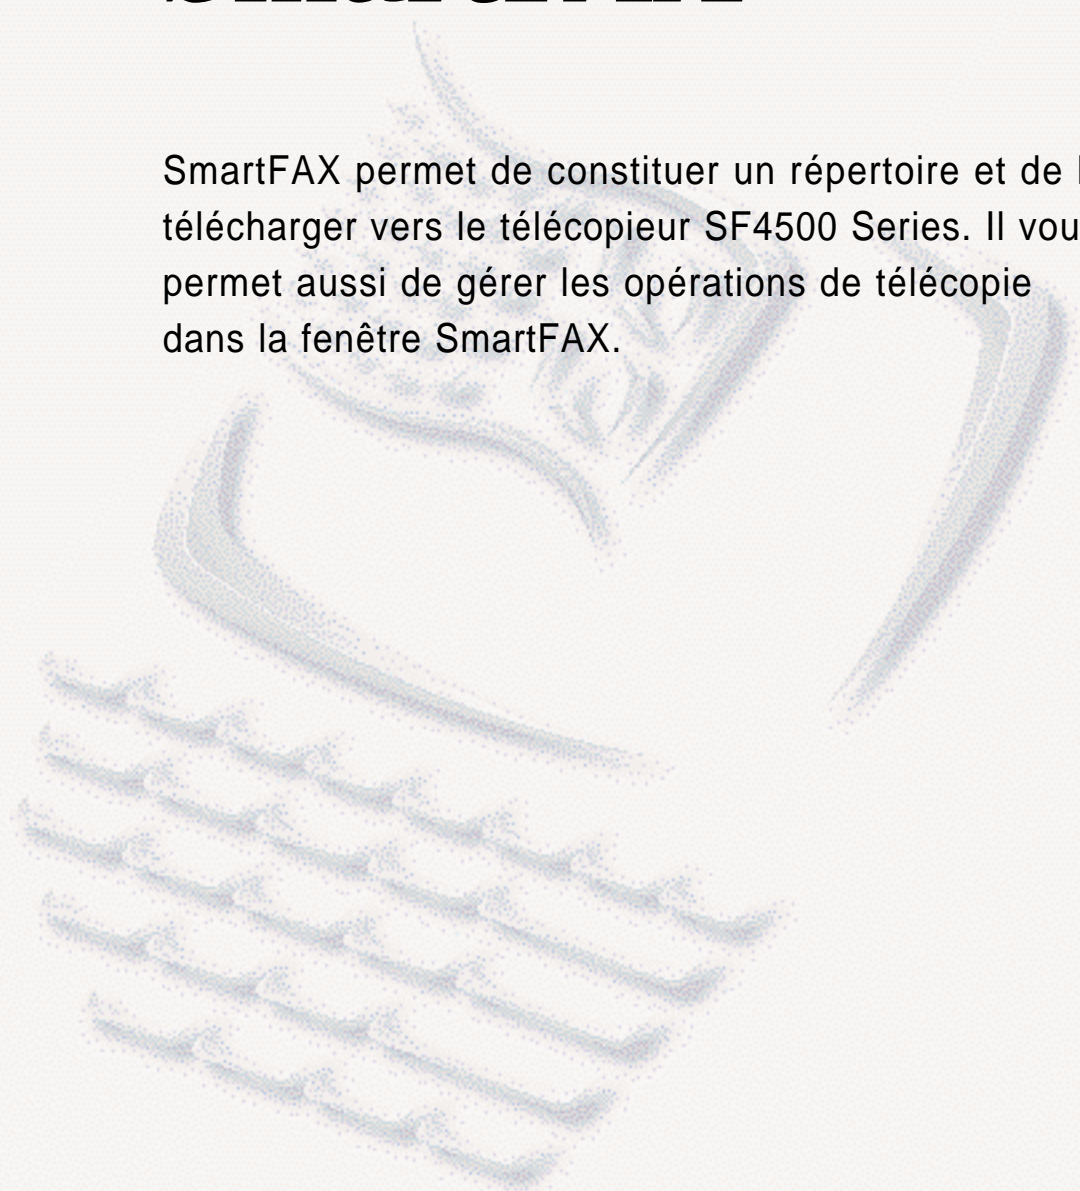 SmartFAX permet de constituer un répertoire et de
télécharger vers le télécopieur SF4500 Series. Il vou
permet aussi de gérer les opérations de télécopie
dans la fenêtre SmartFAX.